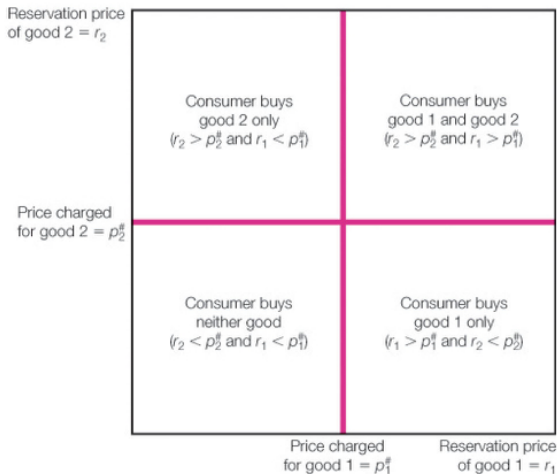 Reservation price
of good 2 = r₂
Consumer buys
good 2 only
(r₂ > p₂# and r₁ < p₁#)
Consumer buys
good 1 and good 2
(r₂ > p₂# and r₁ > p₁#)
Price charged
for good 2 = p₂#
Consumer buys
neither good
(r₂ < p₂# and r₁ < p₁#)
Consumer buys
good 1 only
(r₁ > p₁# and r₂ < p₂#)
Price charged
for good 1 = p₁#
Reservation price
of good 1 = r₁